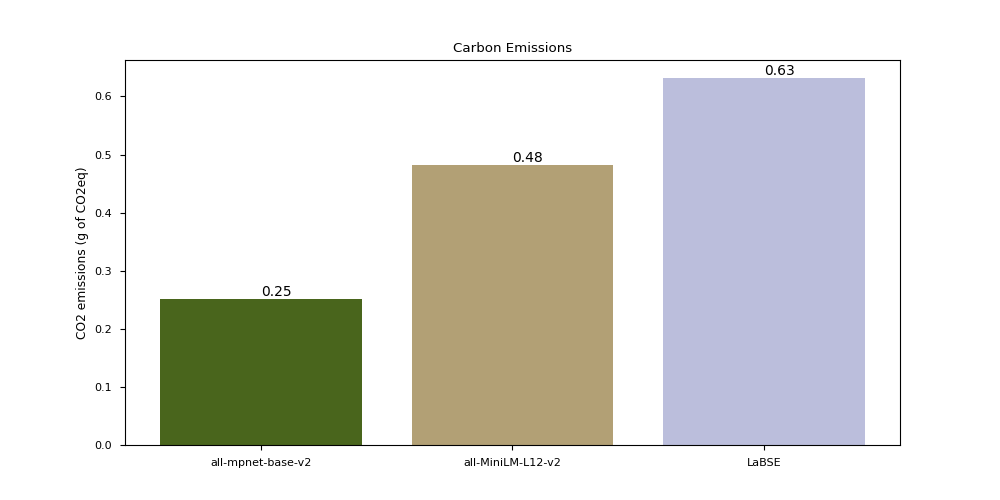 Carbon Emissions
0.63
0.6
0.5
0.48
0.4
0.3
0.25
0.2
0.1
0.0
CO2 emissions (g of CO2eq)
all-mpnet-base-v2
all-MiniLM-L12-v2
LaBSE